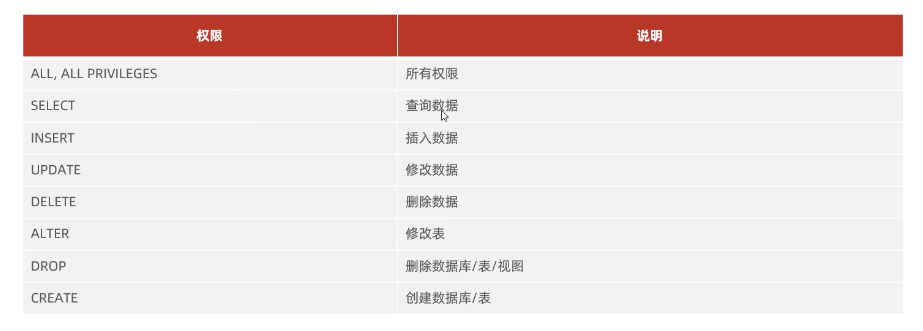 权限 说明
ALL, ALL PRIVILEGES 所有权限
SELECT 查询数据
INSERT 插入数据
UPDATE 修改数据
DELETE 删除数据
ALTER 修改表
DROP 删除数据库/表/视图
CREATE 创建数据库/表